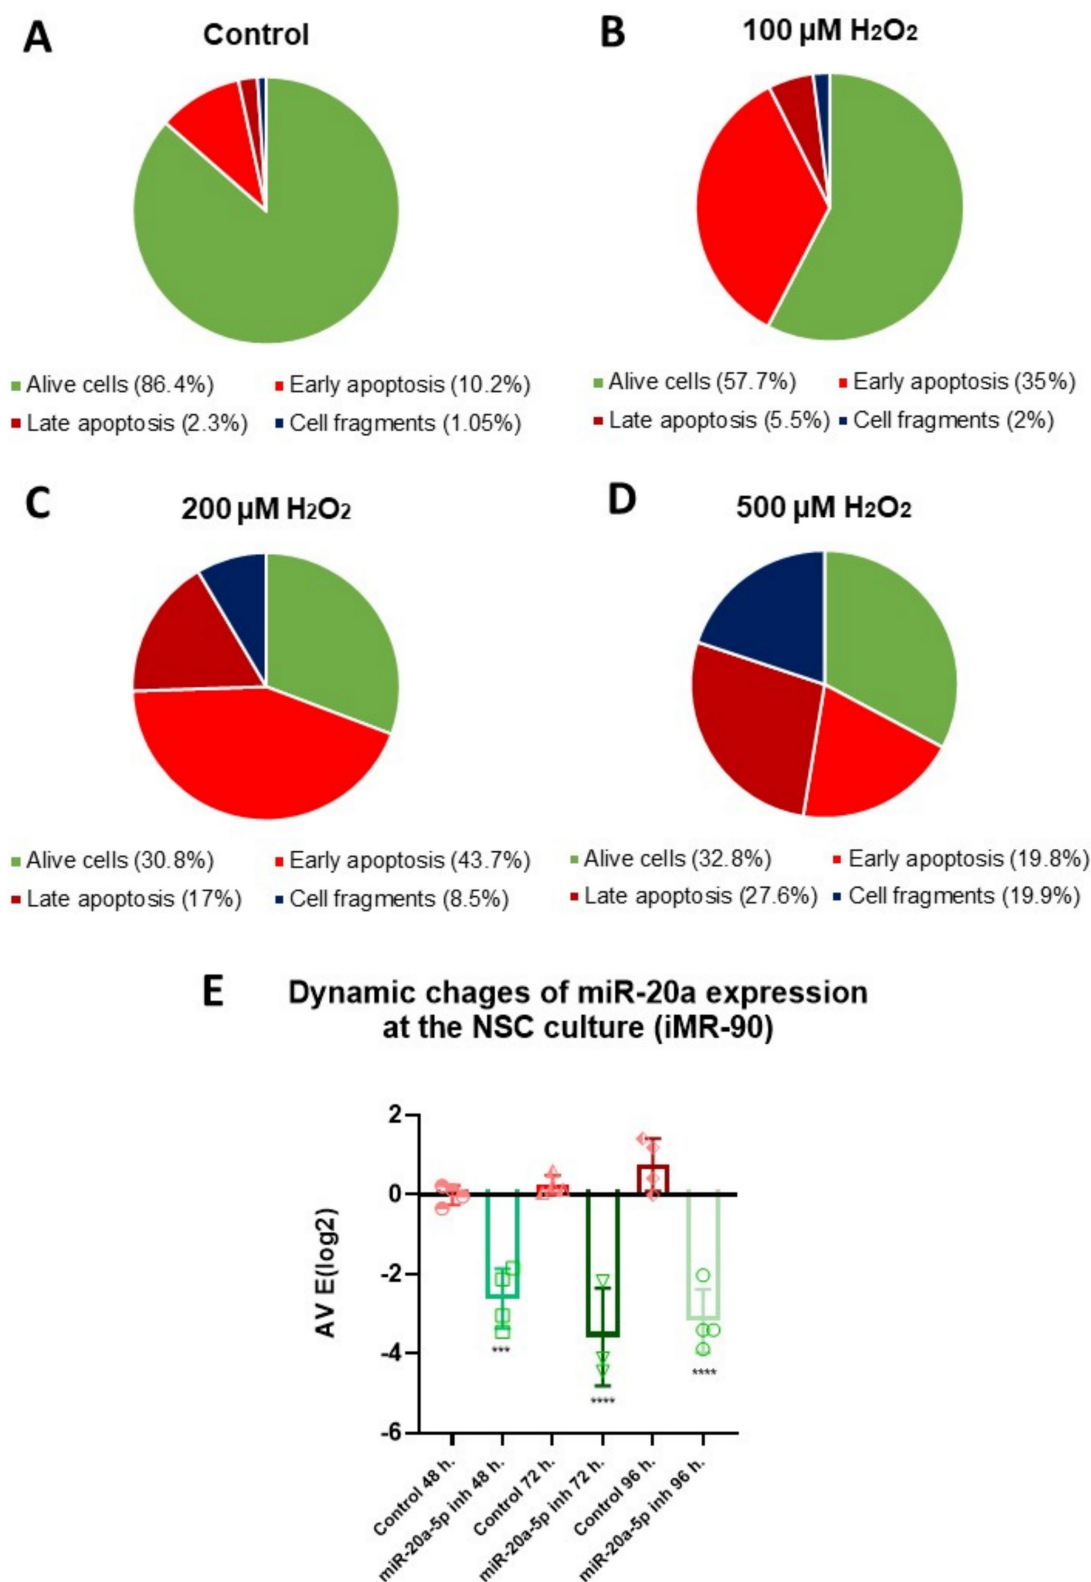 A
Control
Alive cells (86.4%)
Early apoptosis (10.2%)
Late apoptosis (2.3%)
Cell fragments (1.05%)
B
100 µM H2O2
Alive cells (57.7%)
Early apoptosis (35%)
Late apoptosis (5.5%)
Cell fragments (2%)
C
200 µM H2O2
Alive cells (30.8%)
Early apoptosis (43.7%)
Late apoptosis (17%)
Cell fragments (8.5%)
D
500 µM H2O2
Alive cells (32.8%)
Early apoptosis (19.8%)
Late apoptosis (27.6%)
Cell fragments (19.9%)
E
Dynamic chages of miR-20a expression
at the NSC culture (iMR-90)
AV E(log2)
2
0
-2
-4
-6
***
****
****
Control 48 h.
miR-20a-5p inh 48 h.
Control 72 h.
miR-20a-5p inh 72 h.
Control 96 h.
miR-20a-5p inh 96 h.